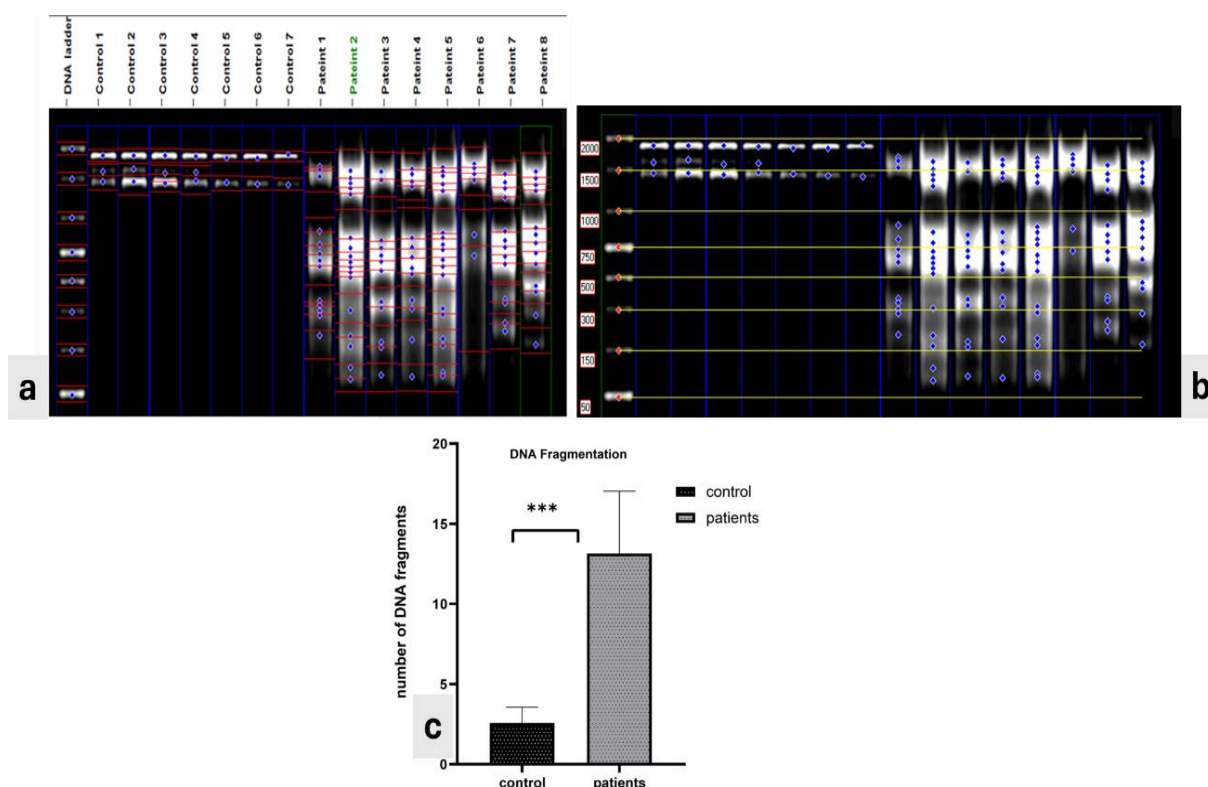 DNA ladder
Control 1
Control 2
Control 3
Control 4
Control 5
Control 6
Control 7
Pateint 1
Pateint 2
Pateint 3
Pateint 4
Pateint 5
Pateint 6
Pateint 7
Pateint 8
a
2000
1500
1000
750
500
300
150
50
b
DNA Fragmentation
20
15
10
5
0
number of DNA fragments
***
control
patients
c
control
patients